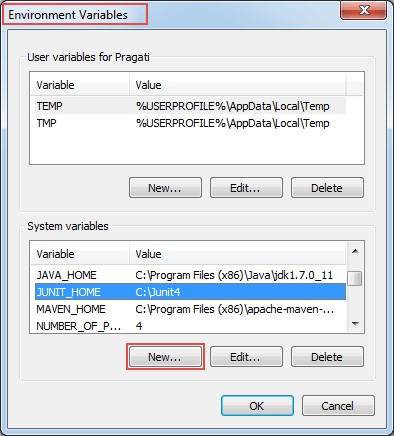 Environment Variables
User variables for Pragati
Variable Value
TEMP %USERPROFILE%\AppData\Local\Temp
TMP %USERPROFILE%\AppData\Local\Temp
New... Edit... Delete
System variables
Variable Value
JAVA_HOME C:\Program Files (x86)\Java\jdk1.7.0_11
JUNIT_HOME C:\Junit4
MAVEN_HOME C:\Program Files (x86)\apache-maven-...
NUMBER_OF_P... 4
New... Edit... Delete
OK Cancel